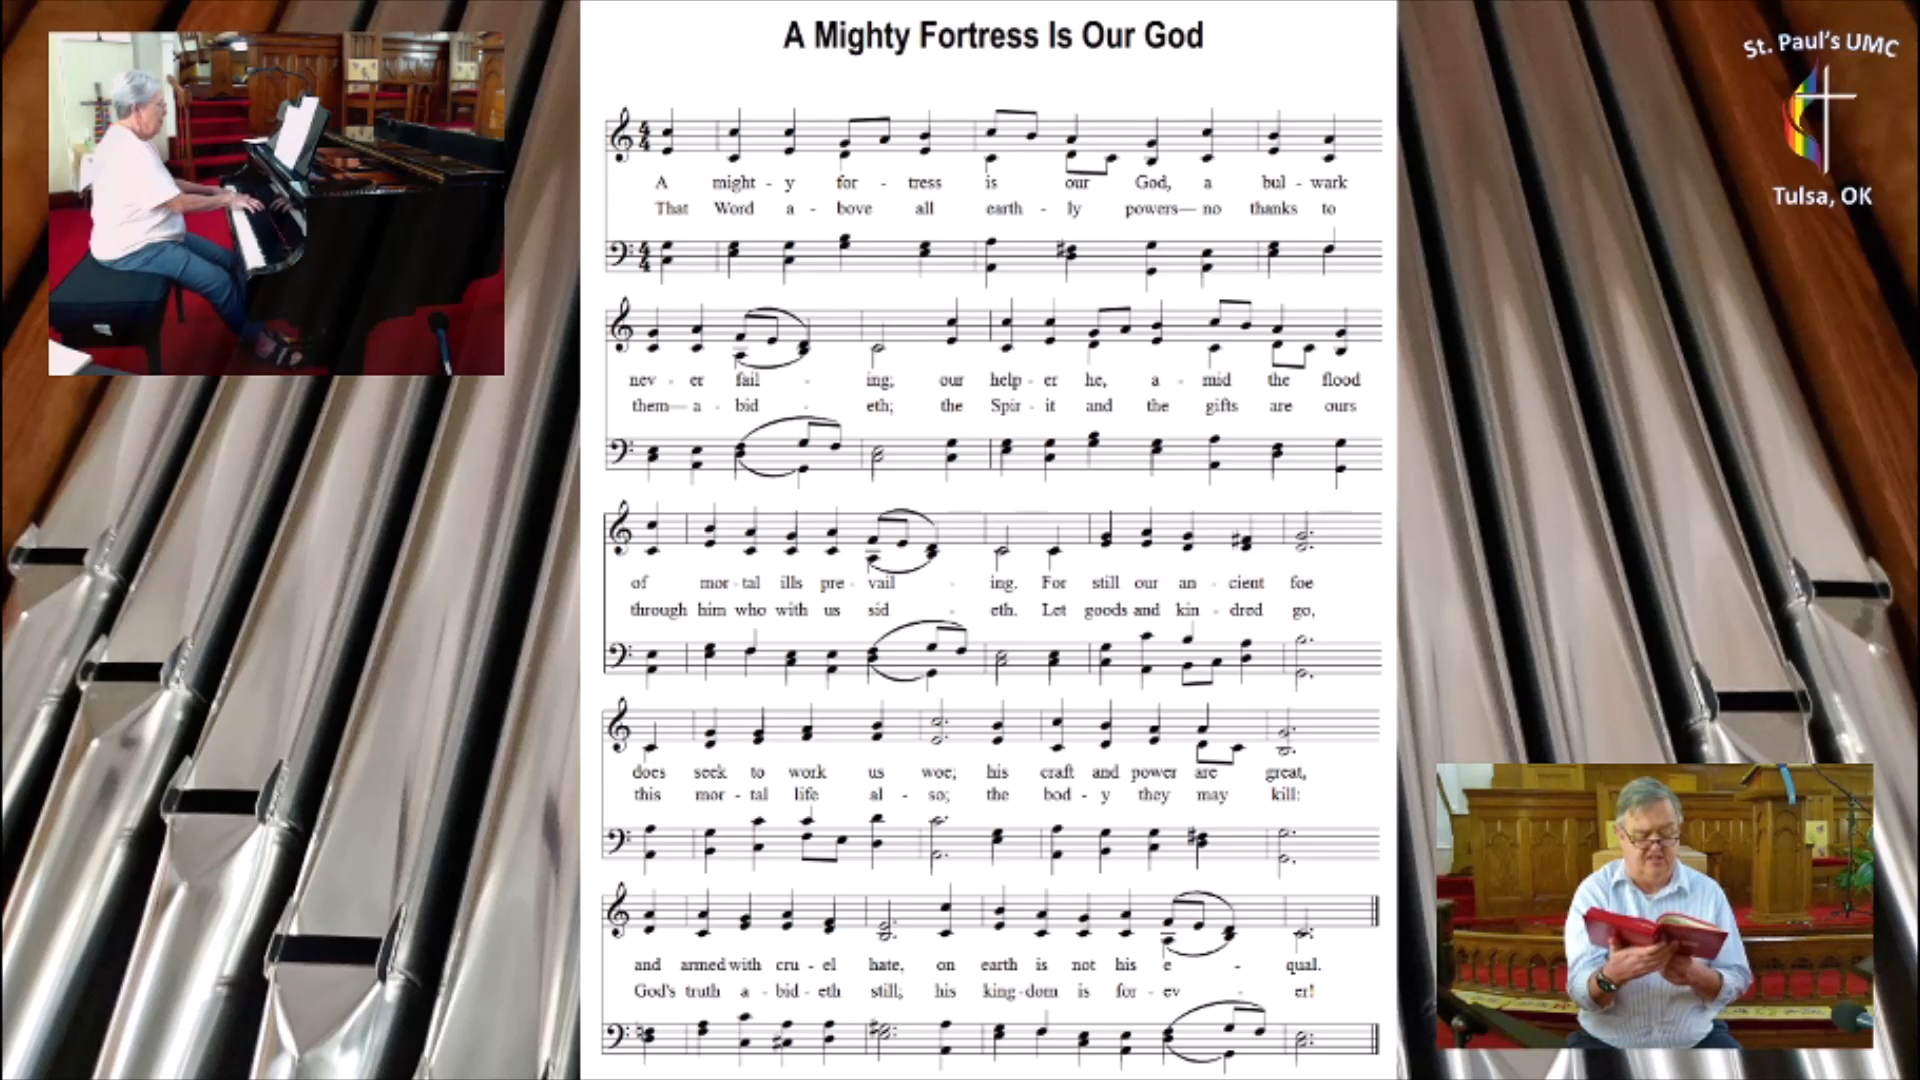 A Mighty Fortress Is Our God
St. Paul's UMC
Tulsa, OK
A might - y for - tress is our God, a bul - wark
That Word a - bove all earth - ly powers— no thanks to
nev - er fail - ing; our help - er he, a - mid the flood
them— a - bid - eth; the Spir - it and the gifts are ours
of mor - tal ills pre - vail - ing. For still our an - cient foe
through him who with us sid - eth. Let goods and kin - dred go,
does seek to work us woe; his craft and power are great,
this mor - tal life al - so; the bod - y they may kill:
and armed with cru - el hate, on earth is not his e - qual.
God's truth a - bid - eth still; his king - dom is for - ev - er!